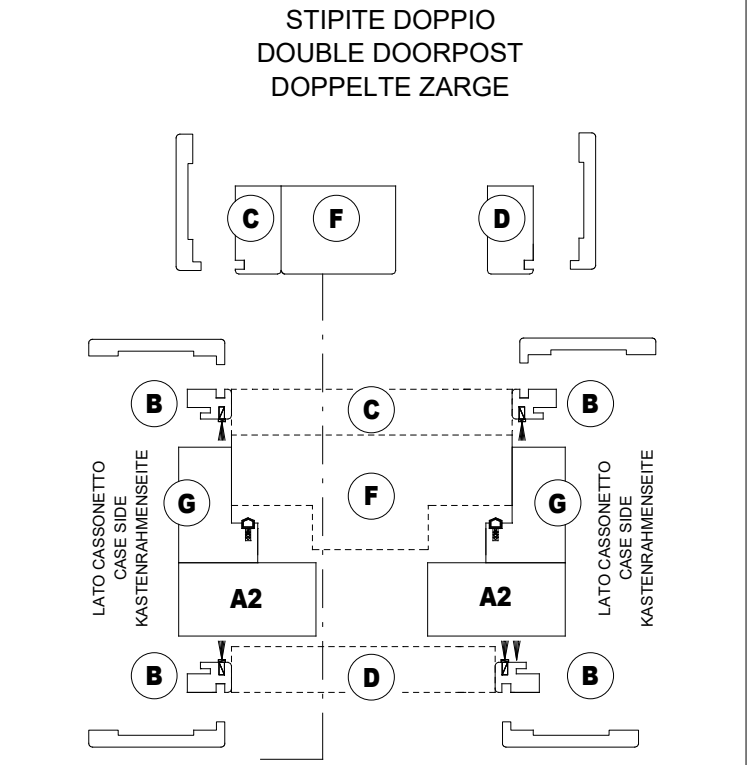 STIPITE DOPPIO
DOUBLE DOORPOST
DOPPELTE ZARGE
C
F
D
B
C
B
LATO CASSONETTO
CASE SIDE
KASTENRAHMENSEITE
G
F
G
LATO CASSONETTO
CASE SIDE
KASTENRAHMENSEITE
A2
A2
B
D
B